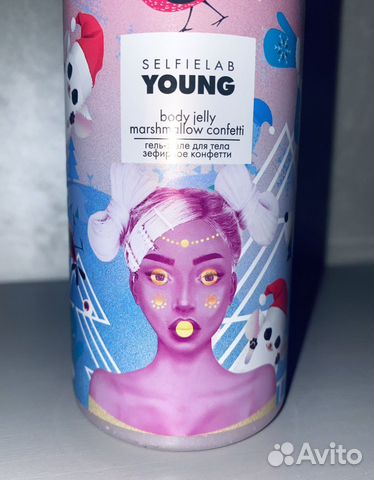 SELFIELAB
YOUNG
body jelly
marshmallow confetti
гель-желе для тела
зефирное конфетти
Avito